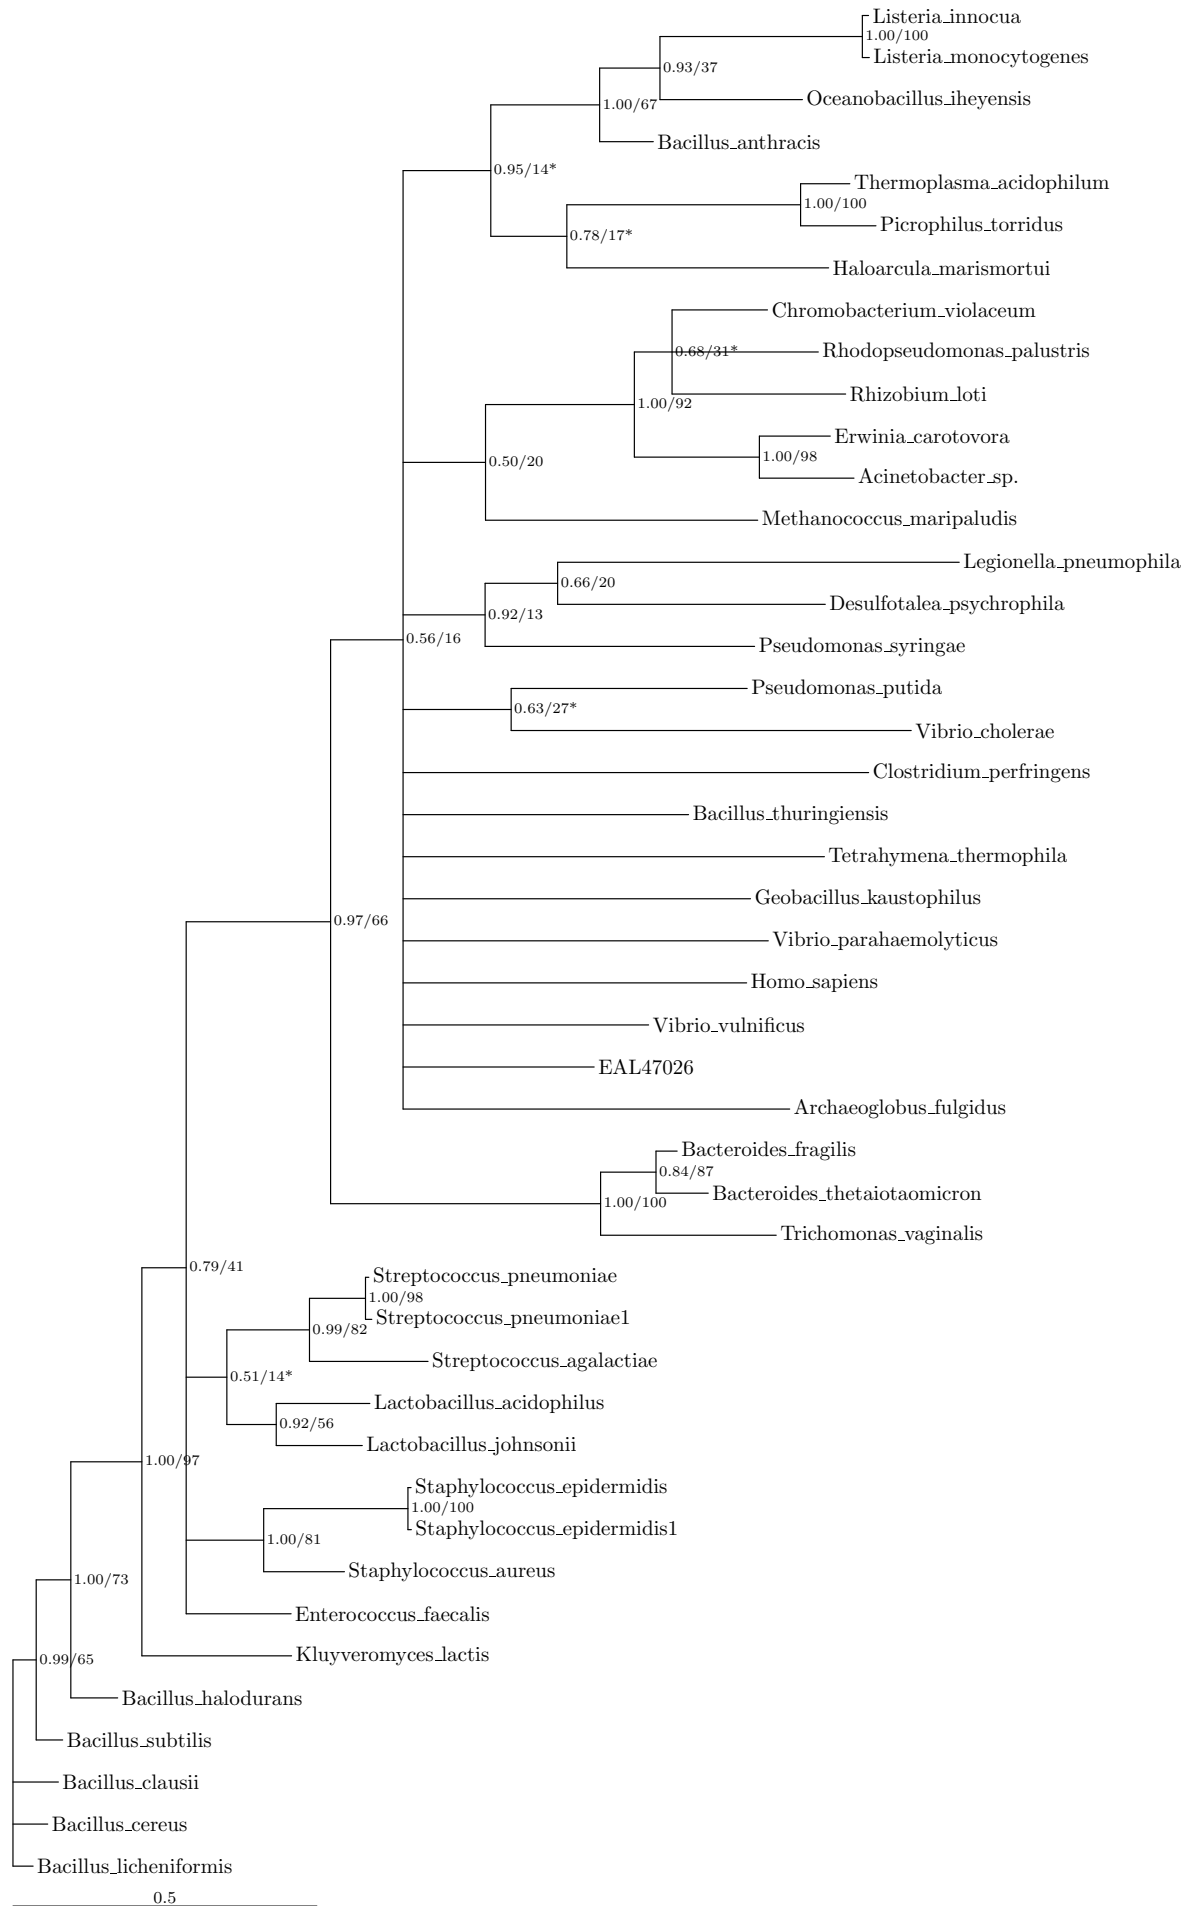 Listeria_innocua
1.00/100
Listeria_monocytogenes
0.93/37
Oceanobacillus_iheyensis
1.00/67
Bacillus_anthracis
0.95/14*
Thermoplasma_acidophilum
1.00/100
Picrophilus_torridus
0.78/17*
Haloarcula_marismortui
Chromobacterium_violaceum
0.68/31*
Rhodopseudomonas_palustris
Rhizobium_loti
1.00/92
Erwinia_carotovora
1.00/98
Acinetobacter_sp.
0.50/20
Methanococcus_maripaludis
Legionella_pneumophila
0.66/20
Desulfotalea_psychrophila
0.92/13
Pseudomonas_syringae
0.56/16
Pseudomonas_putida
0.63/27*
Vibrio_cholerae
Clostridium_perfringens
Bacillus_thuringiensis
Tetrahymena_thermophila
Geobacillus_kaustophilus
0.97/66
Vibrio_parahaemolyticus
Homo_sapiens
Vibrio_vulnificus
EAL47026
Archaeoglobus_fulgidus
Bacteroides_fragilis
0.84/87
Bacteroides_thetaiotaomicron
1.00/100
Trichomonas_vaginalis
0.79/41
Streptococcus_pneumoniae
1.00/98
Streptococcus_pneumoniae1
0.99/82
Streptococcus_agalactiae
0.51/14*
Lactobacillus_acidophilus
0.92/56
Lactobacillus_johnsonii
1.00/97
Staphylococcus_epidermidis
1.00/100
Staphylococcus_epidermidis1
1.00/81
Staphylococcus_aureus
1.00/73
Enterococcus_faecalis
Kluyveromyces_lactis
0.99/65
Bacillus_halodurans
Bacillus_subtilis
Bacillus_clausii
Bacillus_cereus
Bacillus_licheniformis
0.5